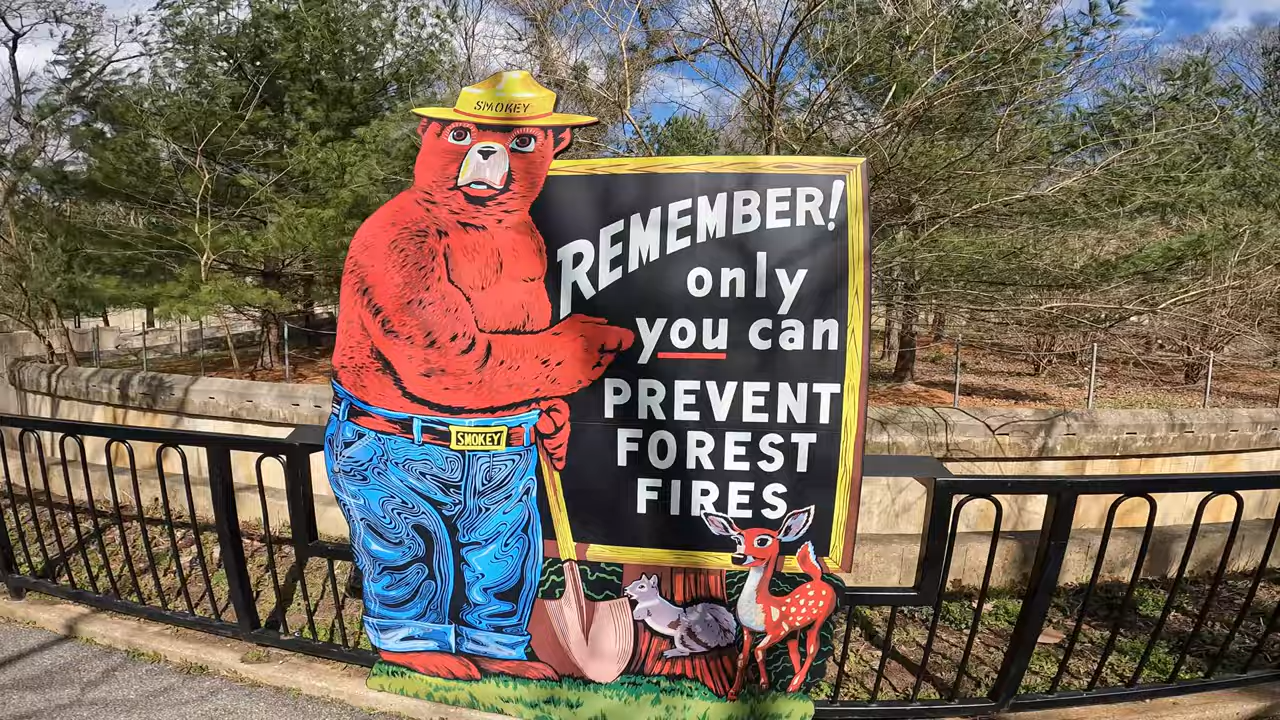 SMOKEY
REMEMBER!
only
you can
PREVENT
FOREST
FIRES
SMOKEY